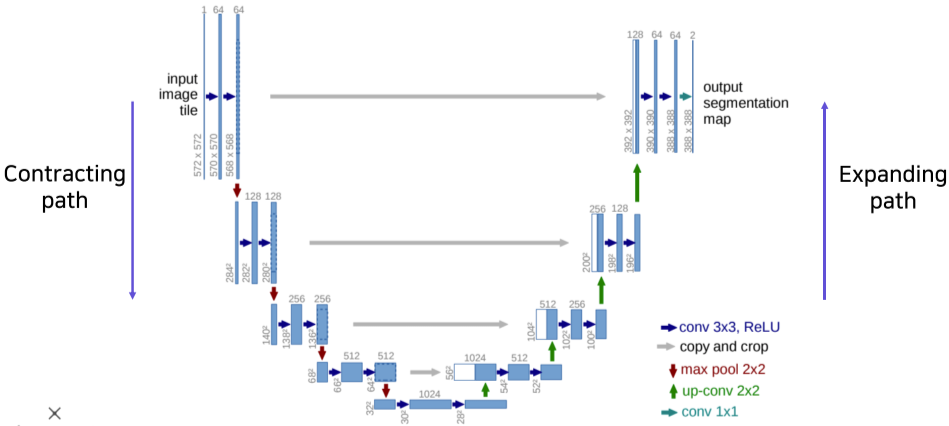 1 64 64
128 64 64 2
input
image
tile
output
segmentation
map
572 x 572
570 x 570
568 x 568
392 x 392
390 x 390
388 x 388
388 x 388
Contracting
path
Expanding
path
128 128
256 128
284²
282²
280²
200²
198²
196²
256 256
512 256
140²
138²
136²
104²
102²
100²
512 512
1024 512
68²
66²
64²
56²
54²
52²
1024
32²
30²
28²
conv 3x3, ReLU
copy and crop
max pool 2x2
up-conv 2x2
conv 1x1